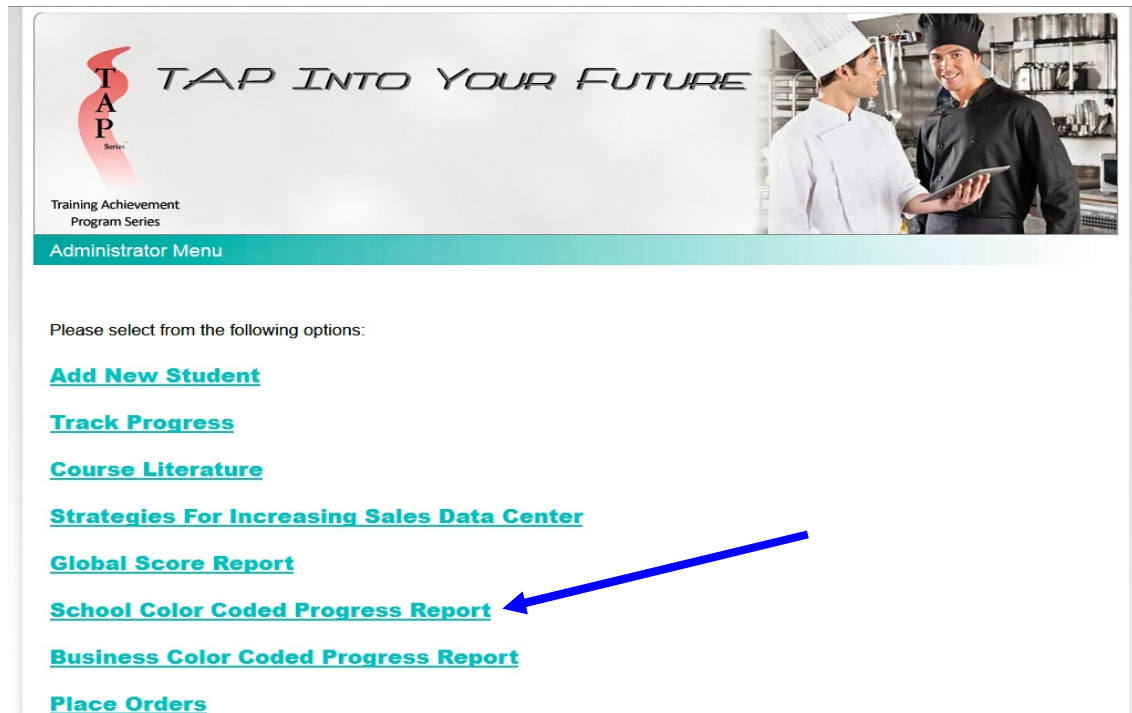 T
A
P
Series
TAP INTO YOUR FUTURE
Training Achievement
Program Series
Administrator Menu
Please select from the following options:
Add New Student
Track Progress
Course Literature
Strategies For Increasing Sales Data Center
Global Score Report
School Color Coded Progress Report
Business Color Coded Progress Report
Place Orders